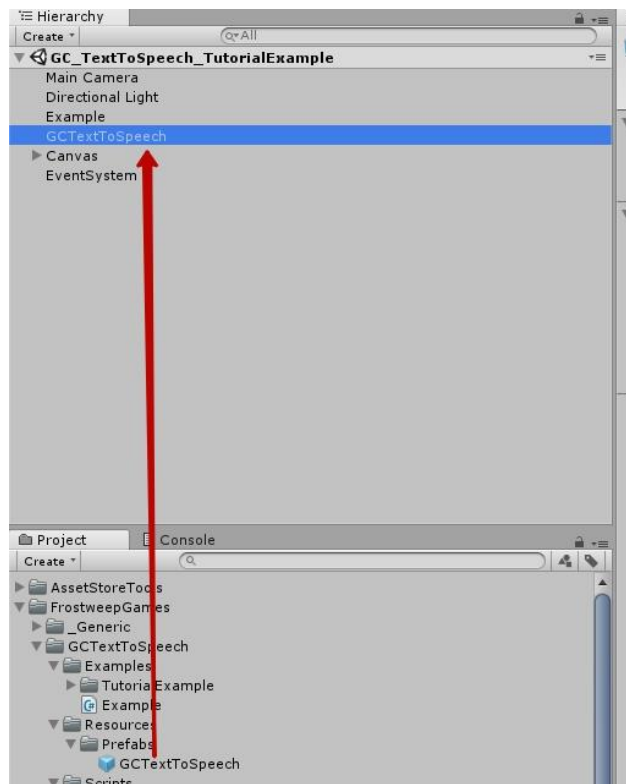 Hierarchy
Create
All
GC_TextToSpeech_TutorialExample
Main Camera
Directional Light
Example
GCTextToSpeech
Canvas
EventSystem
Project
Console
Create
AssetStoreTools
FrostweepGames
_Generic
GCTextToSpeech
Examples
TutorialExample
Example
Resources
Prefabs
GCTextToSpeech
Scripts